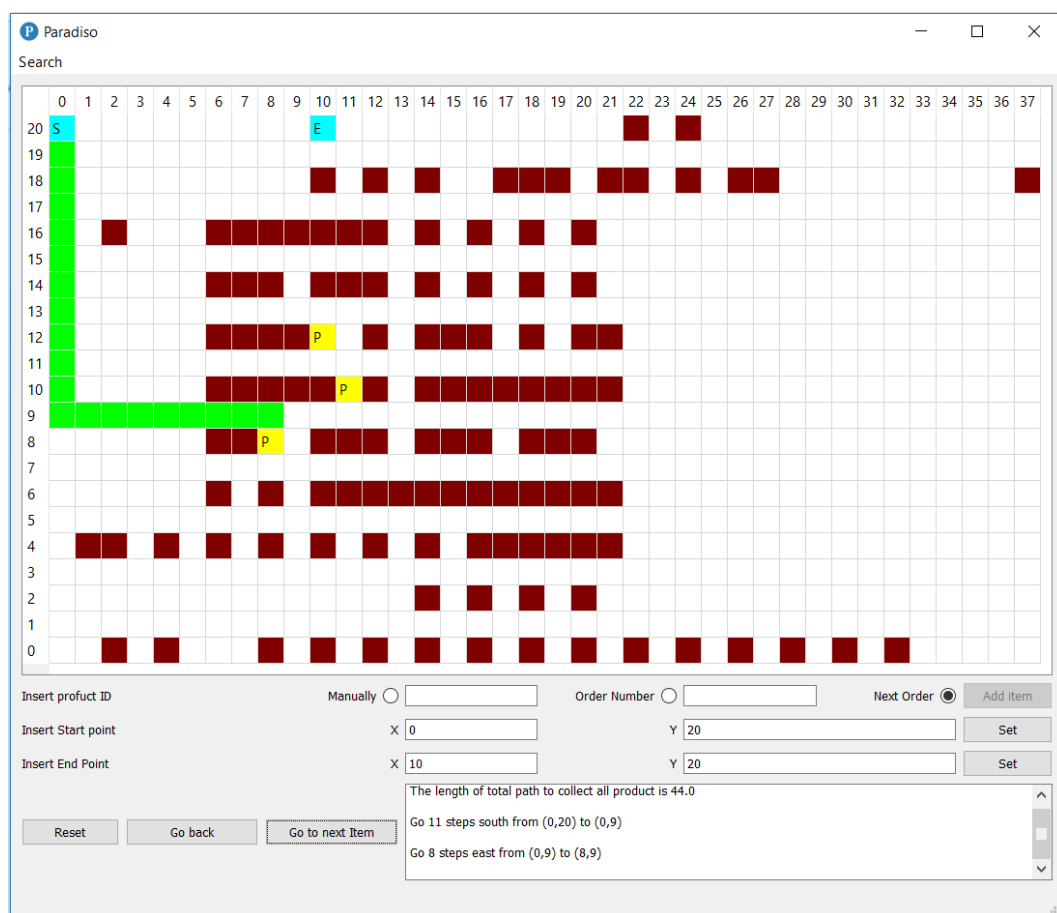 P Paradiso
Search
0 1 2 3 4 5 6 7 8 9 10 11 12 13 14 15 16 17 18 19 20 21 22 23 24 25 26 27 28 29 30 31 32 33 34 35 36 37
20 S E
19
18
17
16
15
14
13
12 P
11
10 P
9
8 P
7
6
5
4
3
2
1
0
Insert profuct ID Manually Order Number Next Order Add item
Insert Start point X 0 Y 20 Set
Insert End Point X 10 Y 20 Set
The length of total path to collect all product is 44.0
Go 11 steps south from (0,20) to (0,9)
Reset Go back Go to next Item
Go 8 steps east from (0,9) to (8,9)